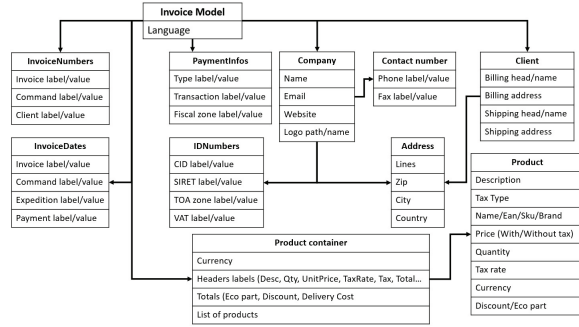 Invoice Model
Language
InvoiceNumbers
Invoice label/value
Command label/value
Client label/value
PaymentInfos
Type label/value
Transaction label/value
Fiscal zone label/value
Company
Name
Email
Website
Logo path/name
Contact number
Phone label/value
Fax label/value
Client
Billing head/name
Billing address
Shipping head/name
Shipping address
InvoiceDates
Invoice label/value
Command label/value
Expedition label/value
Payment label/value
IDNumbers
CID label/value
SIRET label/value
TOA zone label/value
VAT label/value
Address
Lines
Zip
City
Country
Product
Description
Tax Type
Name/Ean/Sku/Brand
Price (With/Without tax)
Quantity
Tax rate
Currency
Discount/Eco part
Product container
Currency
Headers labels (Desc, Qty, UnitPrice, TaxRate, Tax, Total...
Totals (Eco part, Discount, Delivery Cost
List of products